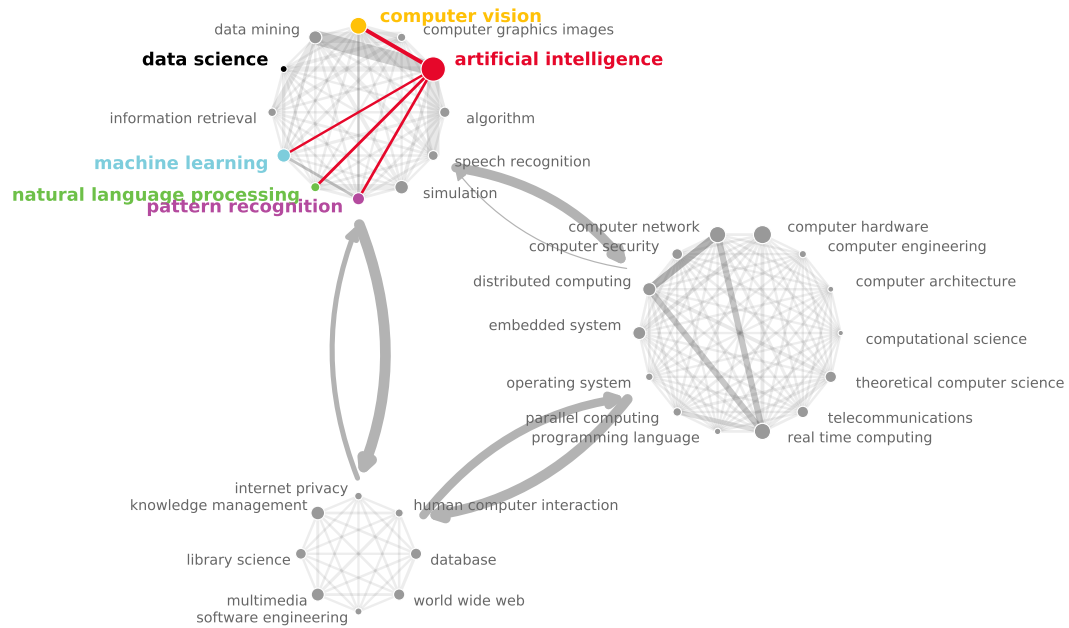 computer vision
data mining
computer graphics images
data science
artificial intelligence
information retrieval
algorithm
machine learning
speech recognition
natural language processing
simulation
pattern recognition
computer network
computer hardware
computer security
computer engineering
distributed computing
computer architecture
embedded system
computational science
operating system
theoretical computer science
parallel computing
telecommunications
programming language
real time computing
internet privacy
knowledge management
human computer interaction
library science
database
multimedia
world wide web
software engineering